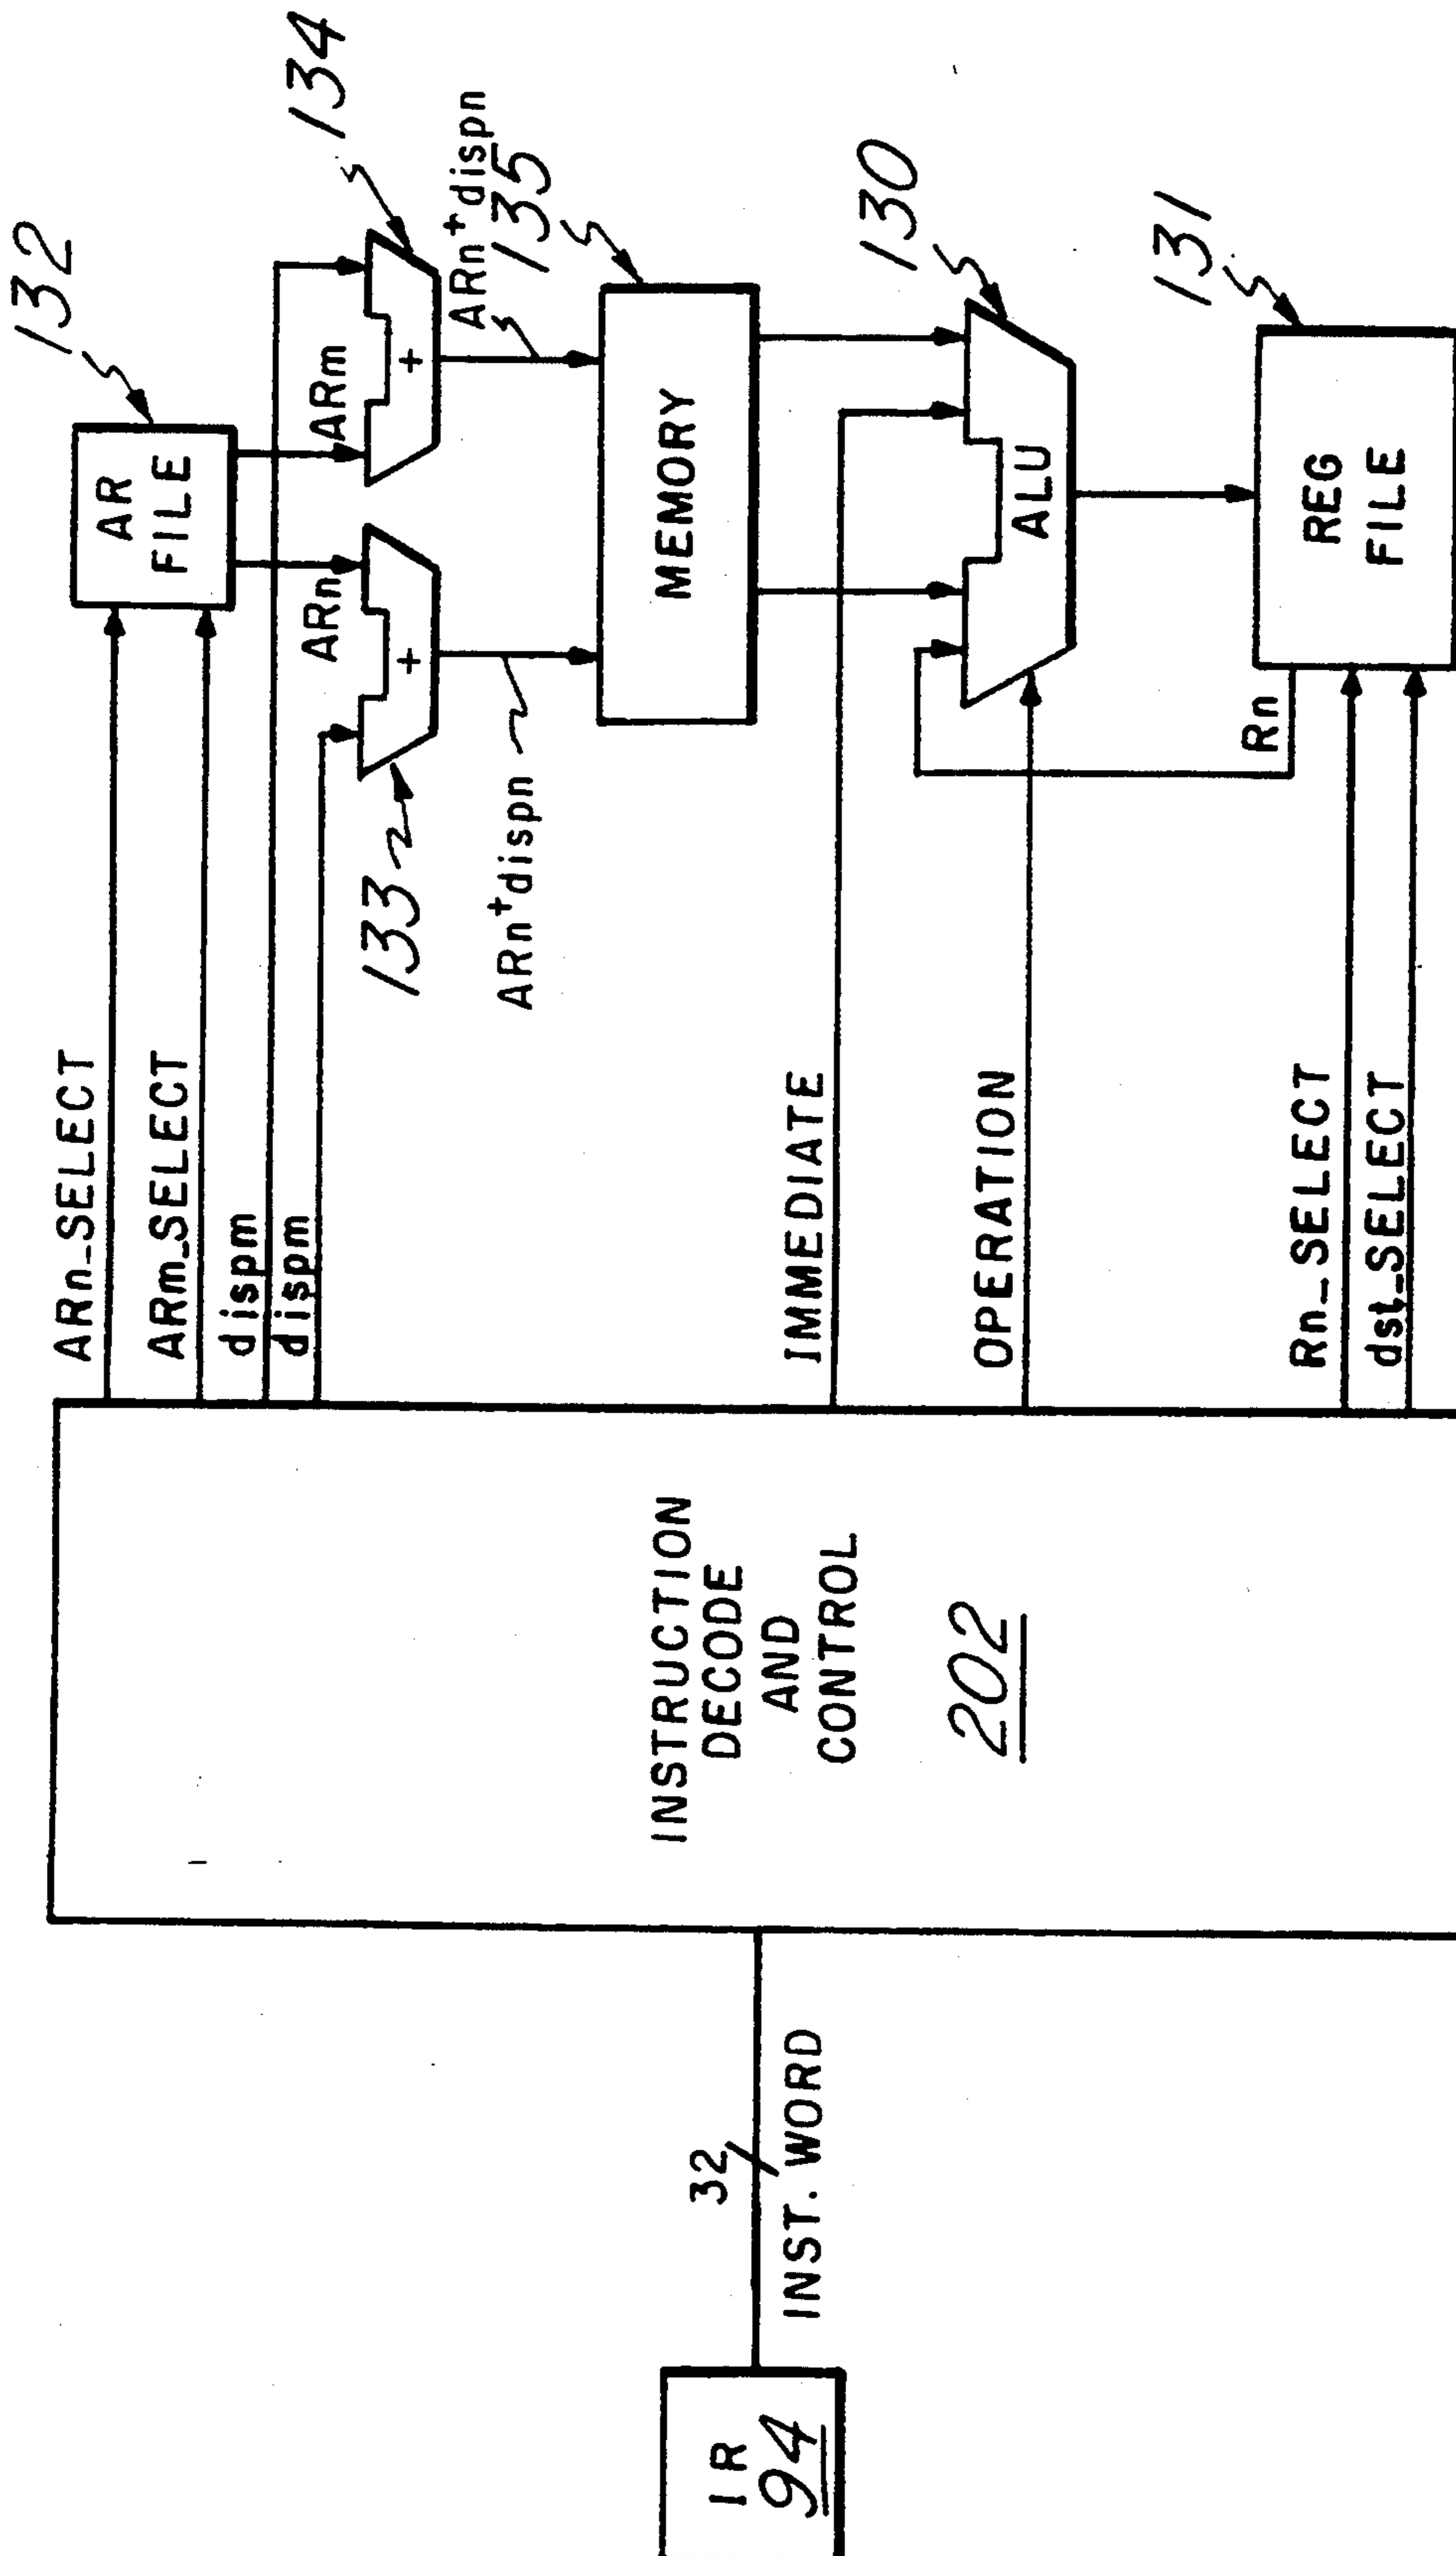 IR
94
32
INST. WORD
INSTRUCTION
DECODE
AND
CONTROL
202
ARn_SELECT
ARm_SELECT
dispm
dispm
IMMEDIATE
OPERATION
Rn_SELECT
dst_SELECT
132
AR
FILE
ARn
ARm
134
+
+
133
ARn+dispn
ARn+dispn
135
MEMORY
130
ALU
131
Rn
REG
FILE